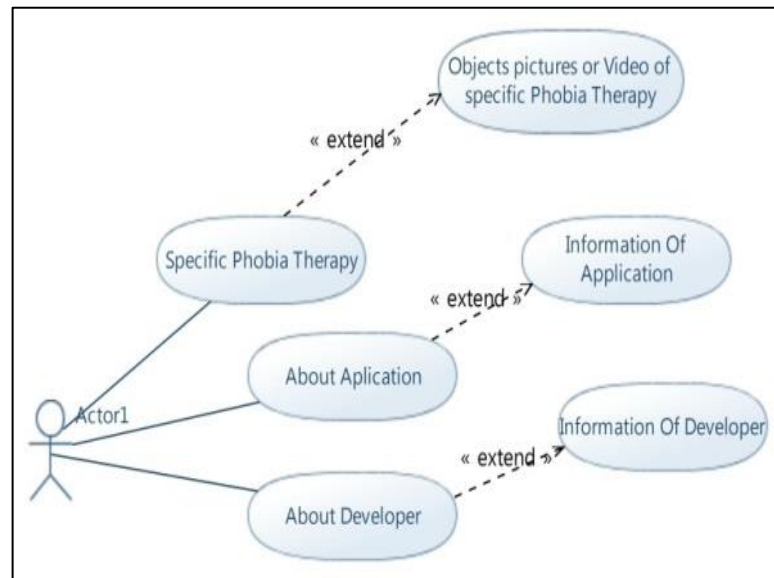 Objects pictures or Video of
specific Phobia Therapy
« extend »
Specific Phobia Therapy
Information Of
Application
« extend »
About Aplication
Actor1
Information Of Developer
« extend »
About Developer